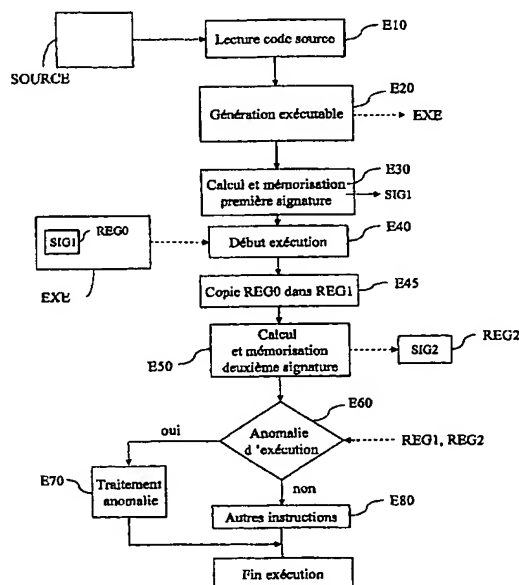 E10
Lecture code source
SOURCE
E20
Génération exécutable
EXE
E30
Calcul et mémorisation
première signature
SIG1
E40
SIG1
REG0
Début exécution
EXE
E45
Copie REG0 dans REG1
Calcul
et mémorisation
deuxième signature
E50
SIG2
REG2
E60
oui
Anomalie
d'exécution
REG1, REG2
E70
Traitement
anomalie
non
E80
Autres instructions
Fin exécution